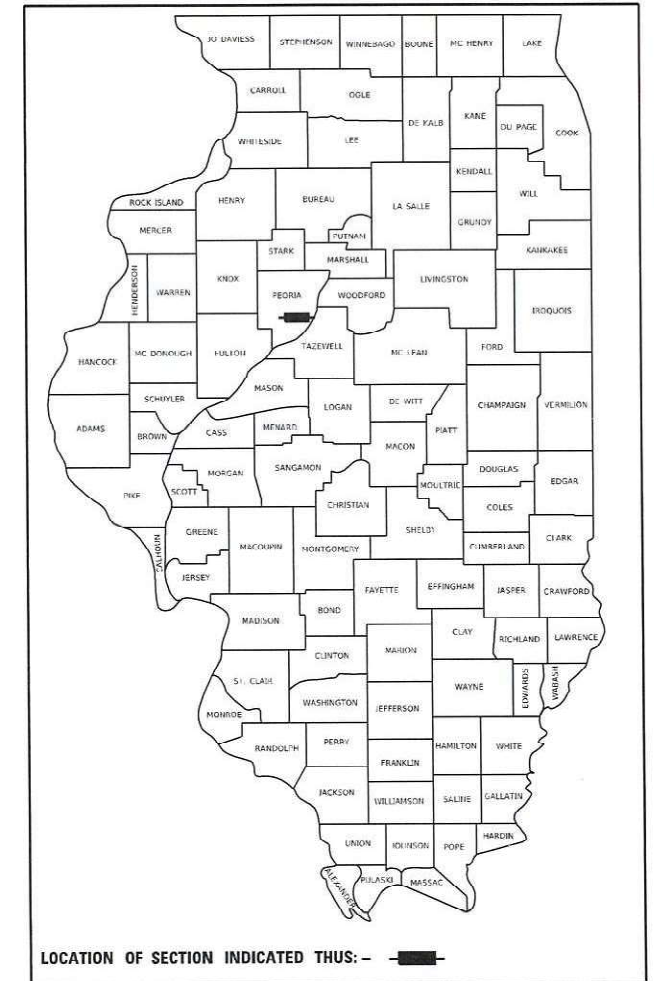 JO DAVIESS
STEPHENSON
WINNEBAGO
BOONE
MC HENRY
LAKE
CARROLL
OGLE
DE KALB
KANE
DU PAGE
COOK
WHITESIDE
LEE
KENDALL
WILL
ROCK ISLAND
HENRY
BUREAU
LA SALLE
GRUNDY
MERCER
PUTNAM
STARK
MARSHALL
KANKAKEE
HENDERSON
WARREN
KNOX
PEORIA
WOODFORD
LIVINGSTON
IROQUOIS
HANCOCK
MC DONOUGH
FULTON
TAZEWELL
MC LEAN
FORD
MASON
SCHUYLER
LOGAN
DE WITT
CHAMPAIGN
VERMILION
ADAMS
BROWN
CASS
MENARD
PIATT
MACON
SANGAMON
MORGAN
DOUGLAS
EDGAR
PIKE
SCOTT
MOULTRIE
CHRISTIAN
COLES
GREENE
SHELBY
MACOUPIN
MONTGOMERY
CUMBERLAND
CLARK
CALHOUN
JERSEY
FAYETTE
EFFINGHAM
JASPER
CRAWFORD
MADISON
BOND
CLAY
RICHLAND
LAWRENCE
CLINTON
MARION
ST. CLAIR
WAYNE
EDWARDS
WABASH
WASHINGTON
JEFFERSON
MONROE
RANDOLPH
PERRY
HAMILTON
WHITE
FRANKLIN
JACKSON
WILLIAMSON
SALINE
GALLATIN
UNION
JOHNSON
POPE
HARDIN
ALEXANDER
PULASKI
MASSAC
LOCATION OF SECTION INDICATED THUS: –